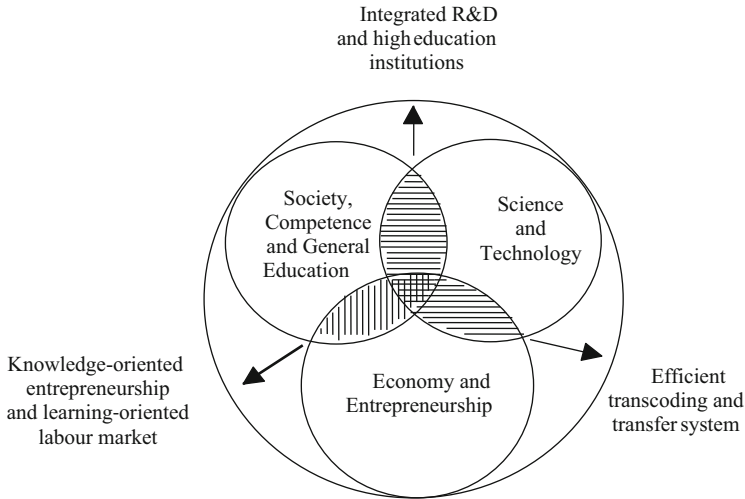 Integrated R&D
and high education
institutions
Society,
Competence
and General
Education
Science
and
Technology
Economy and
Entrepreneurship
Knowledge-oriented
entrepreneurship
and learning-oriented
labour market
Efficient
transcoding and
transfer system